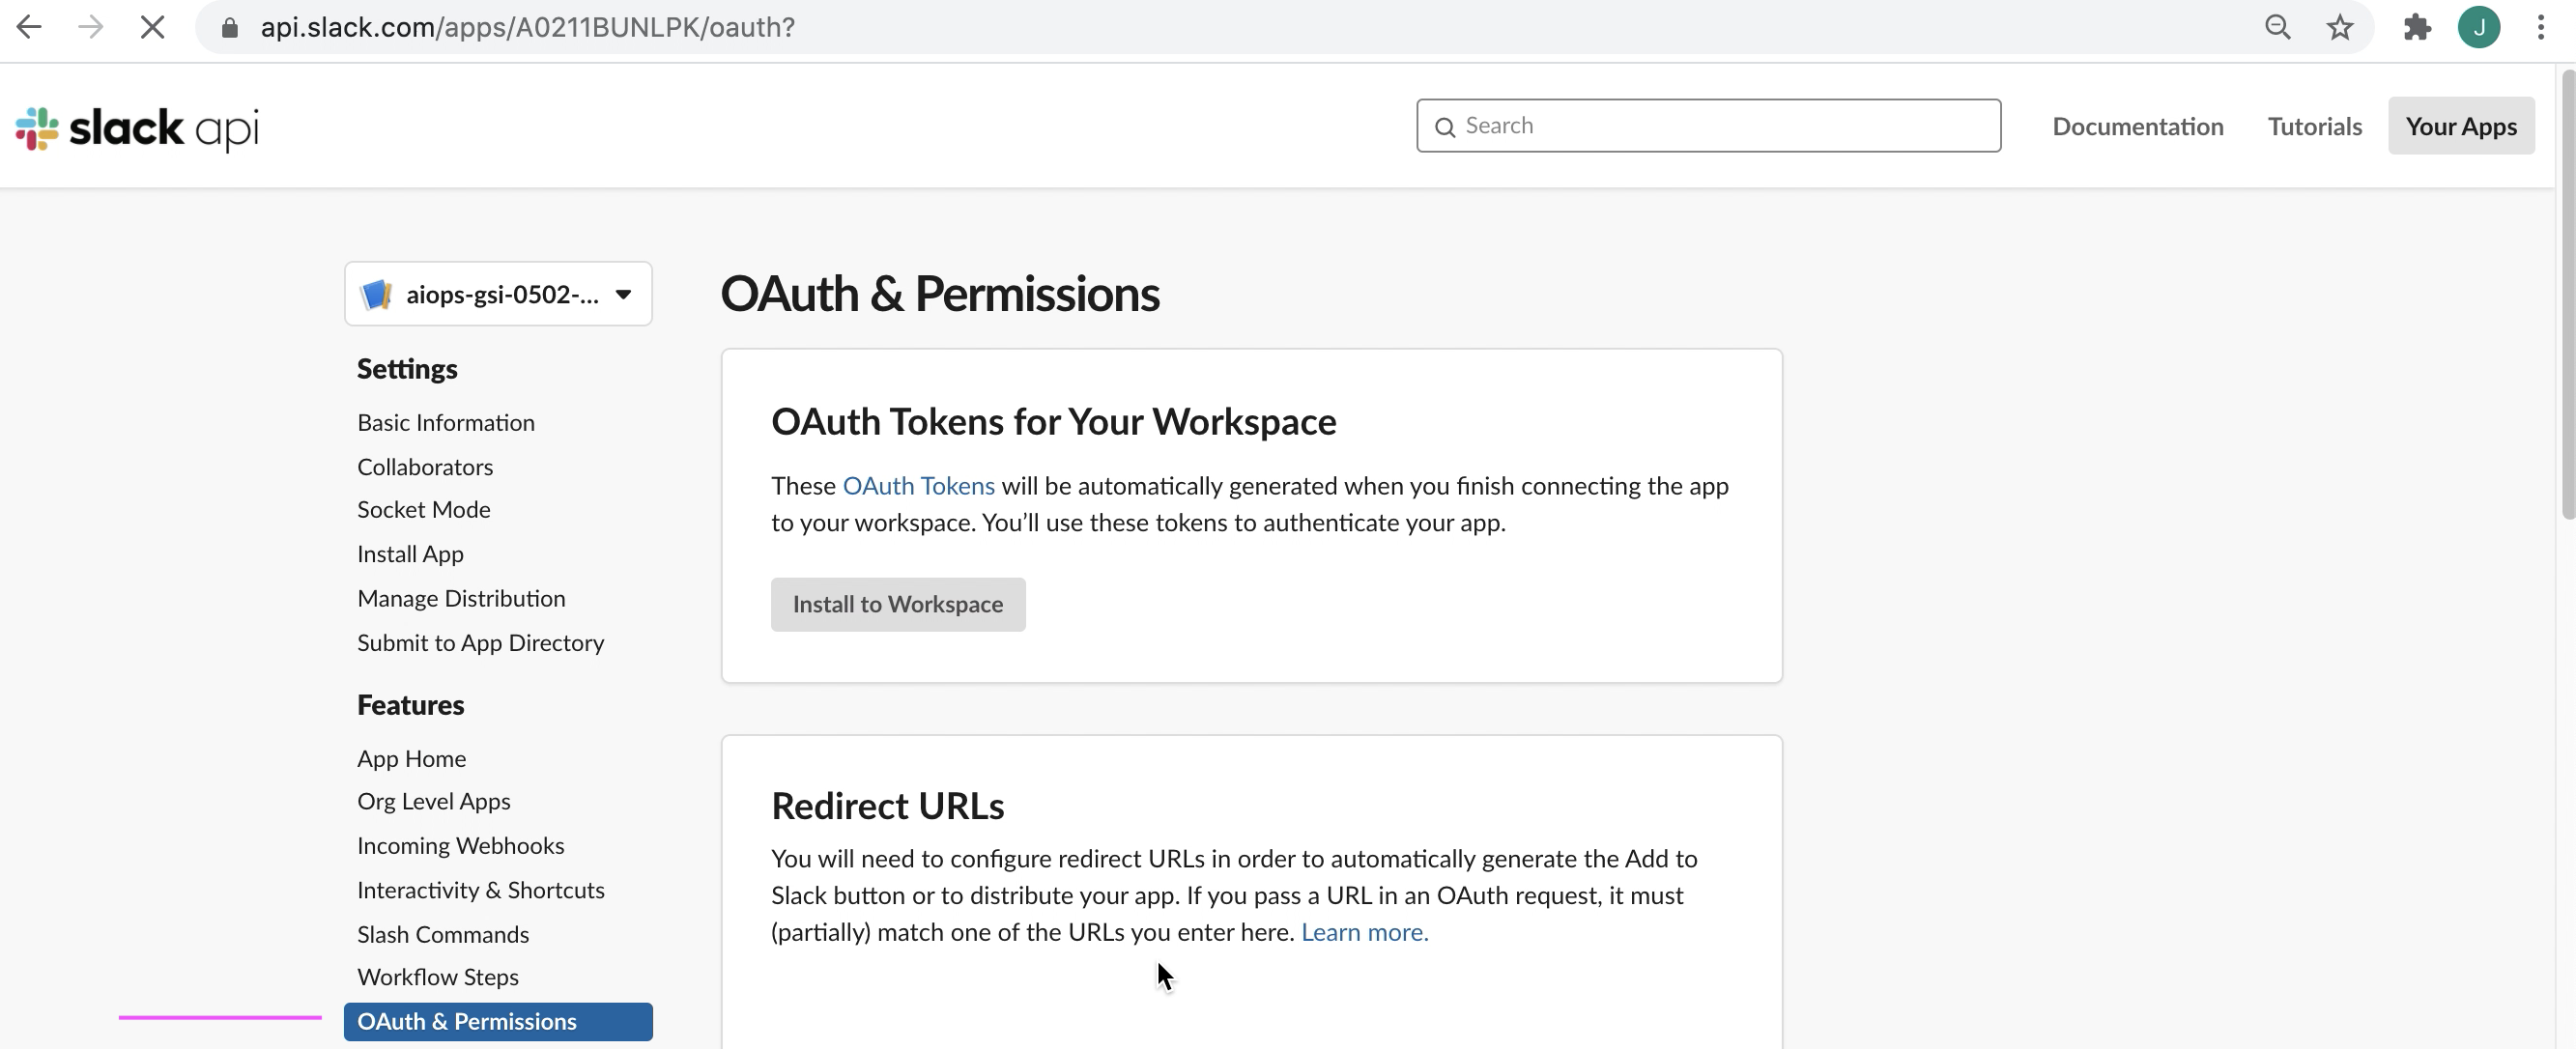 api.slack.com/apps/A0211BUNLPK/oauth?
J
slack api
Search
Documentation
Tutorials
Your Apps
aiops-gsi-0502-...
Settings
Basic Information
Collaborators
Socket Mode
Install App
Manage Distribution
Submit to App Directory
Features
App Home
Org Level Apps
Incoming Webhooks
Interactivity & Shortcuts
Slash Commands
Workflow Steps
OAuth & Permissions
OAuth & Permissions
OAuth Tokens for Your Workspace
These OAuth Tokens will be automatically generated when you finish connecting the app
to your workspace. You’ll use these tokens to authenticate your app.
Install to Workspace
Redirect URLs
You will need to configure redirect URLs in order to automatically generate the Add to
Slack button or to distribute your app. If you pass a URL in an OAuth request, it must
(partially) match one of the URLs you enter here. Learn more.